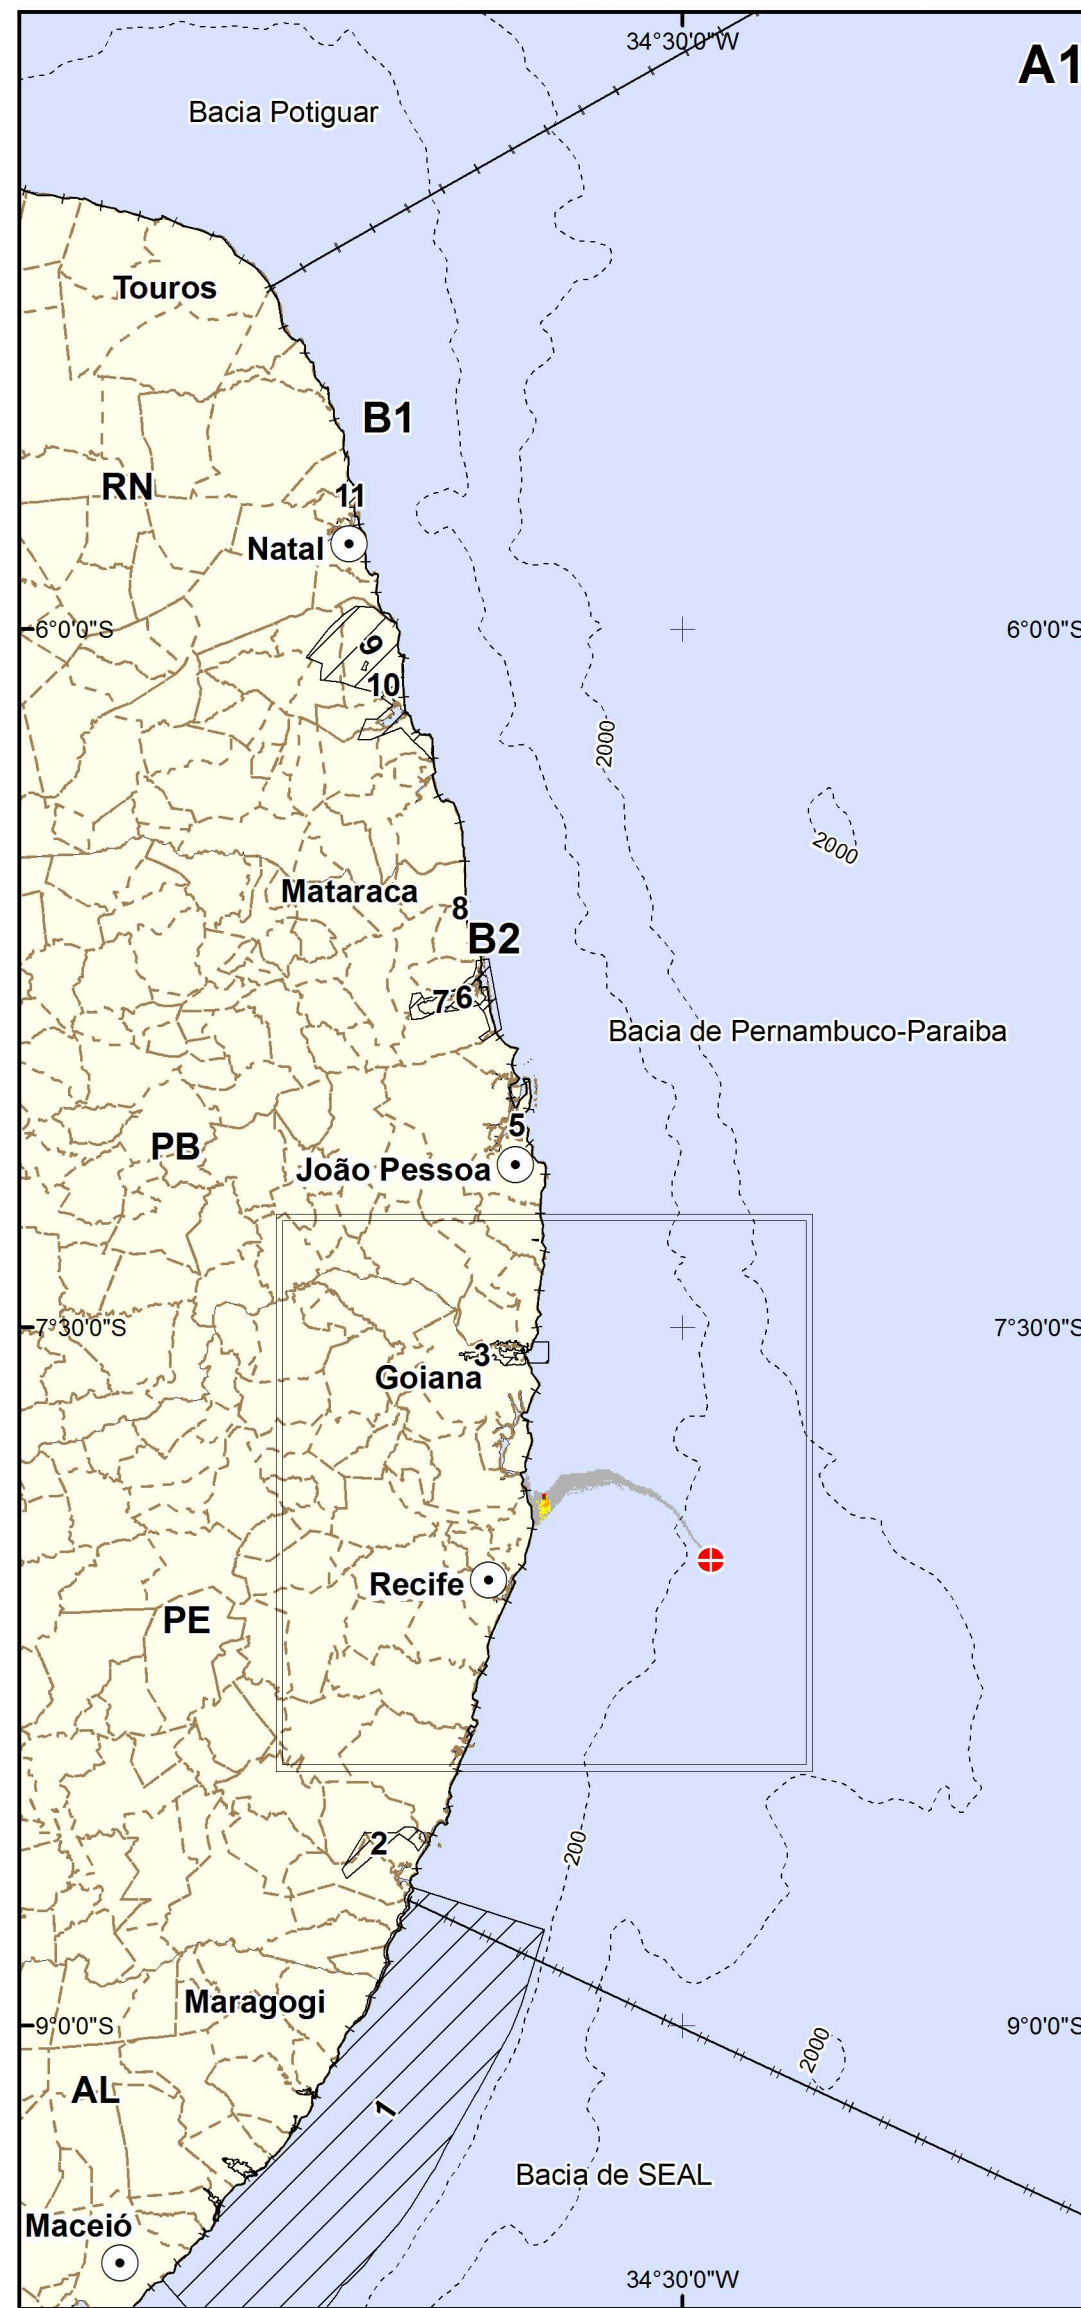 34°30'0"W
A1
Bacia Potiguar
Touros
B1
RN
11
Natal
6°0'0"S
6°0'0"S
9
10
2000
2000
Mataraca
8
B2
7
6
Bacia de Pernambuco-Paraiba
5
PB
João Pessoa
7°30'0"S
7°30'0"S
3
Goiana
Recife
PE
2
200
Maragogi
9°0'0"S
9°0'0"S
2000
AL
1
Bacia de SEAL
Maceió
34°30'0"W